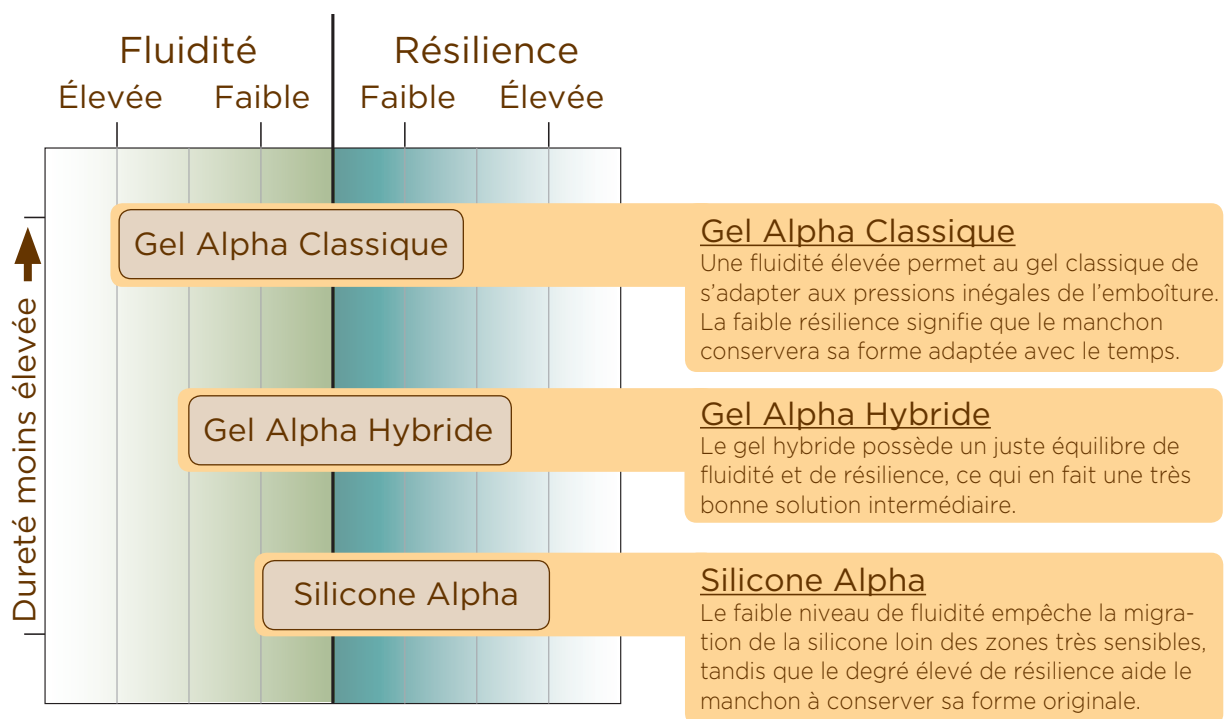 Fluidité
Résilience
Élevée
Faible
Faible
Élevée
Dureté moins élevée
Gel Alpha Classique
Gel Alpha Classique
Une fluidité élevée permet au gel classique de
s’adapter aux pressions inégales de l’emboîture.
La faible résilience signifie que le manchon
conservera sa forme adaptée avec le temps.
Gel Alpha Hybride
Gel Alpha Hybride
Le gel hybride possède un juste équilibre de
fluidité et de résilience, ce qui en fait une très
bonne solution intermédiaire.
Silicone Alpha
Silicone Alpha
Le faible niveau de fluidité empêche la migra-
tion de la silicone loin des zones très sensibles,
tandis que le degré élevé de résilience aide le
manchon à conserver sa forme originale.